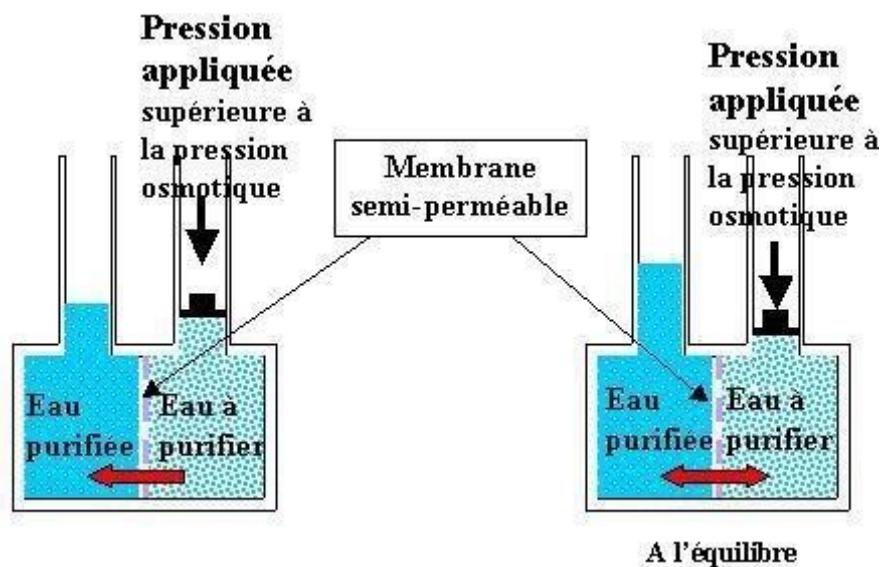 Pression
appliquée
supérieure à
la pression
osmotique
Membrane
semi-perméable
Pression
appliquée
supérieure à
la pression
osmotique
Eau
purifiée
Eau à
purifier
Eau
purifiée
Eau à
purifier
A l'équilibre